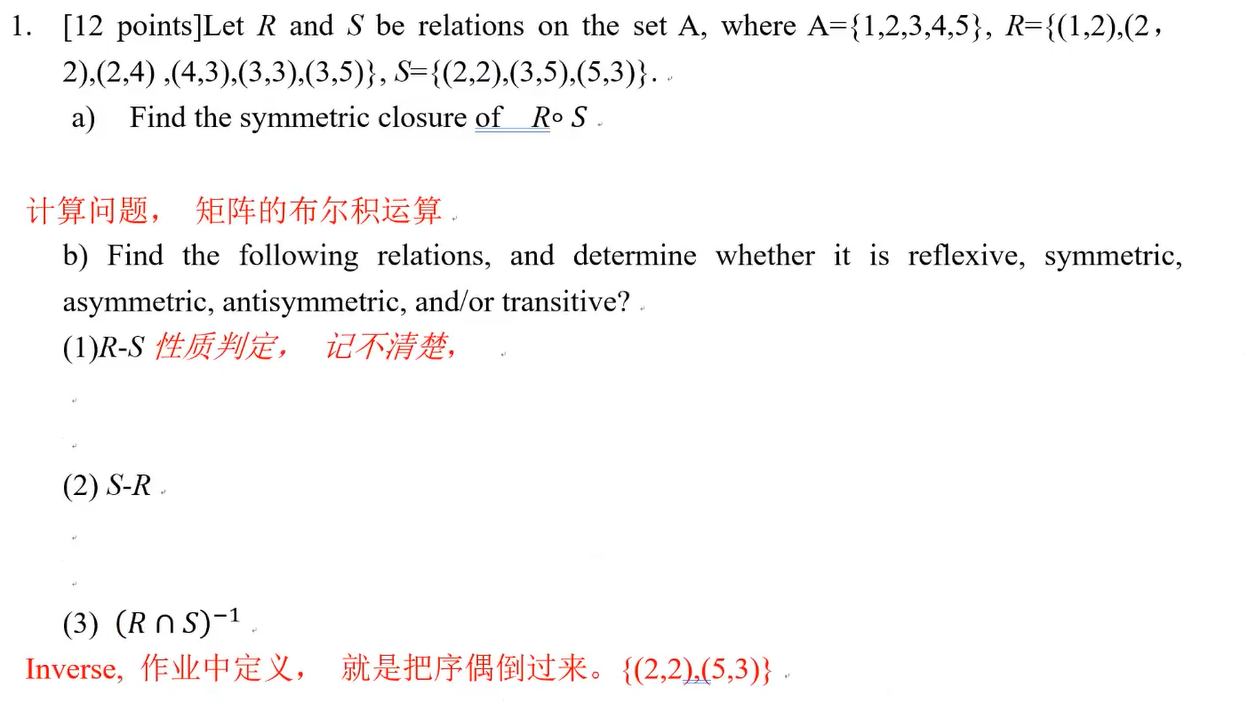 1. [12 points]Let R and S be relations on the set A, where A={1,2,3,4,5}, R={(1,2),(2，
2),(2,4) ,(4,3),(3,3),(3,5)}, S={(2,2),(3,5),(5,3)}.
a) Find the symmetric closure of R∘ S
计算问题， 矩阵的布尔积运算
b) Find the following relations, and determine whether it is reflexive, symmetric,
asymmetric, antisymmetric, and/or transitive?
(1)R-S 性质判定， 记不清楚，
(2) S-R
(3) (R ∩ S)⁻¹
Inverse, 作业中定义， 就是把序偶倒过来。{(2,2),(5,3)}